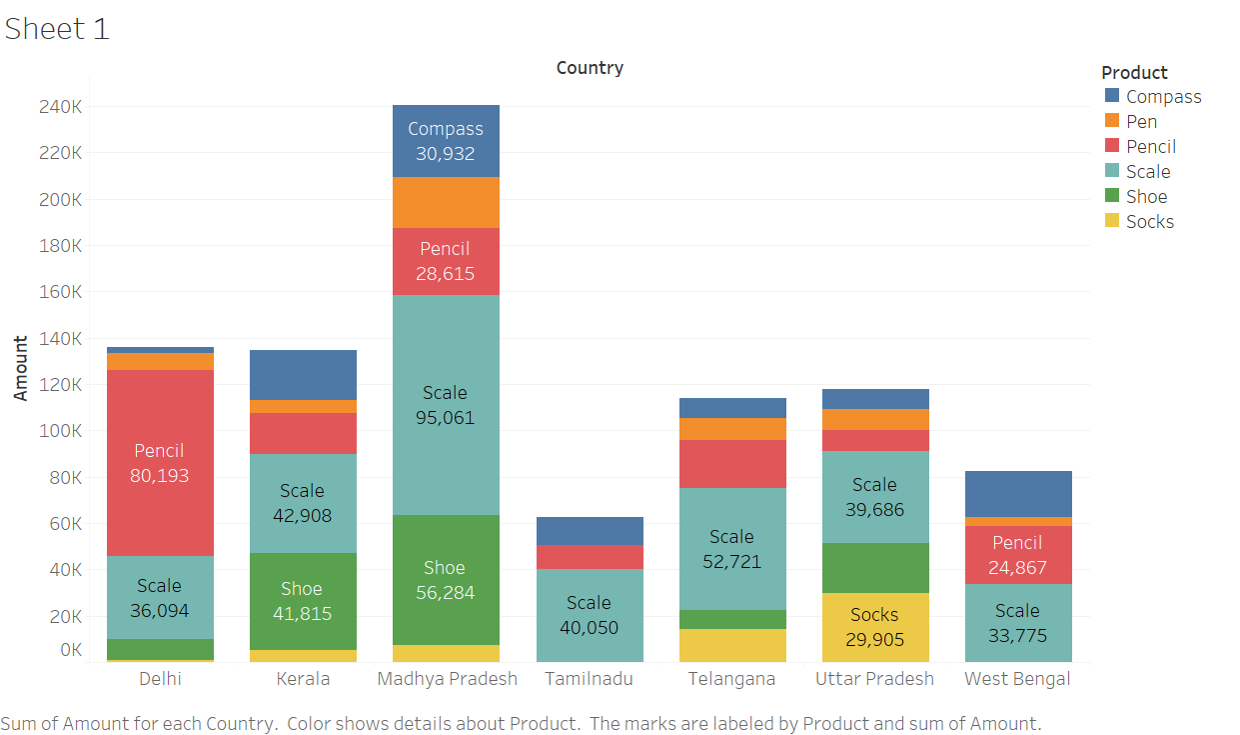 Sheet 1
Country
Product
Compass
Pen
Pencil
Scale
Shoe
Socks
Amount
240K
220K
200K
180K
160K
140K
120K
100K
80K
60K
40K
20K
0K
Pencil
80,193
Scale
36,094
Scale
42,908
Shoe
41,815
Compass
30,932
Pencil
28,615
Scale
95,061
Shoe
56,284
Scale
40,050
Scale
52,721
Scale
39,686
Socks
29,905
Pencil
24,867
Scale
33,775
Delhi
Kerala
Madhya Pradesh
Tamilnadu
Telangana
Uttar Pradesh
West Bengal
Sum of Amount for each Country.  Color shows details about Product.  The marks are labeled by Product and sum of Amount.